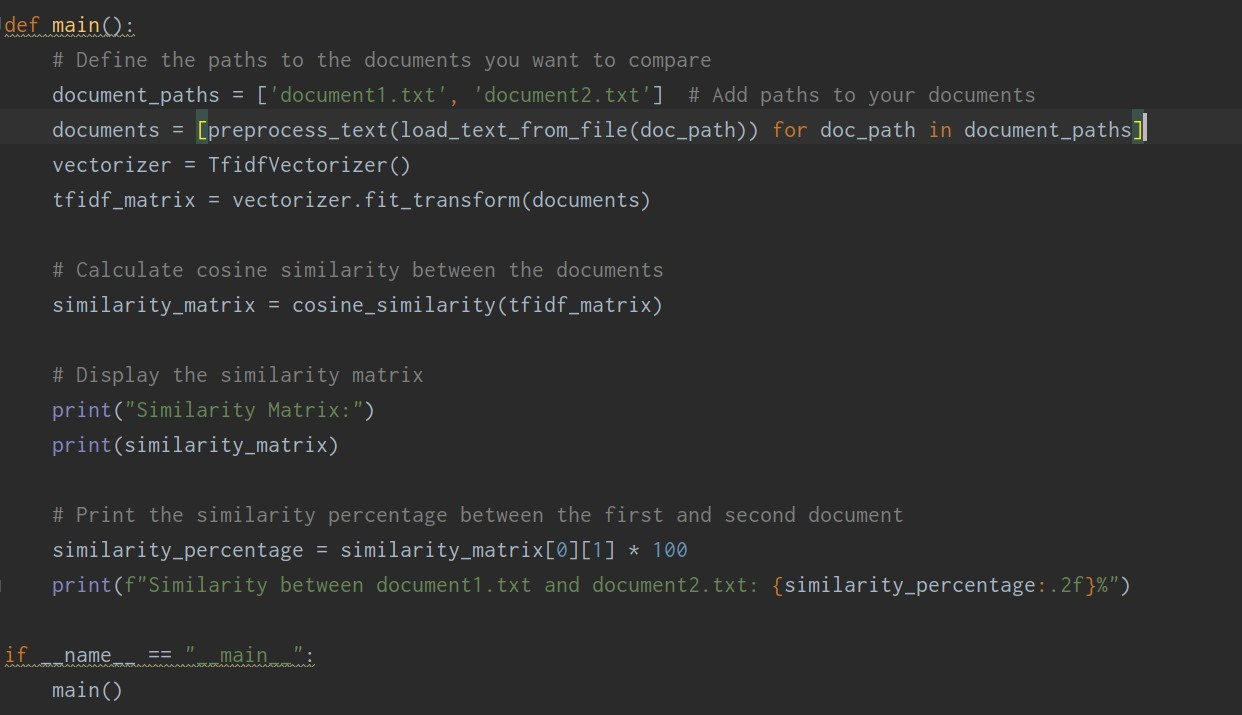 def main():
    # Define the paths to the documents you want to compare
    document_paths = ['document1.txt', 'document2.txt']  # Add paths to your documents
    documents = [preprocess_text(load_text_from_file(doc_path)) for doc_path in document_paths]
    vectorizer = TfidfVectorizer()
    tfidf_matrix = vectorizer.fit_transform(documents)

    # Calculate cosine similarity between the documents
    similarity_matrix = cosine_similarity(tfidf_matrix)

    # Display the similarity matrix
    print("Similarity Matrix:")
    print(similarity_matrix)

    # Print the similarity percentage between the first and second document
    similarity_percentage = similarity_matrix[0][1] * 100
    print(f"Similarity between document1.txt and document2.txt: {similarity_percentage:.2f}%")

if __name__ == "__main__":
    main()